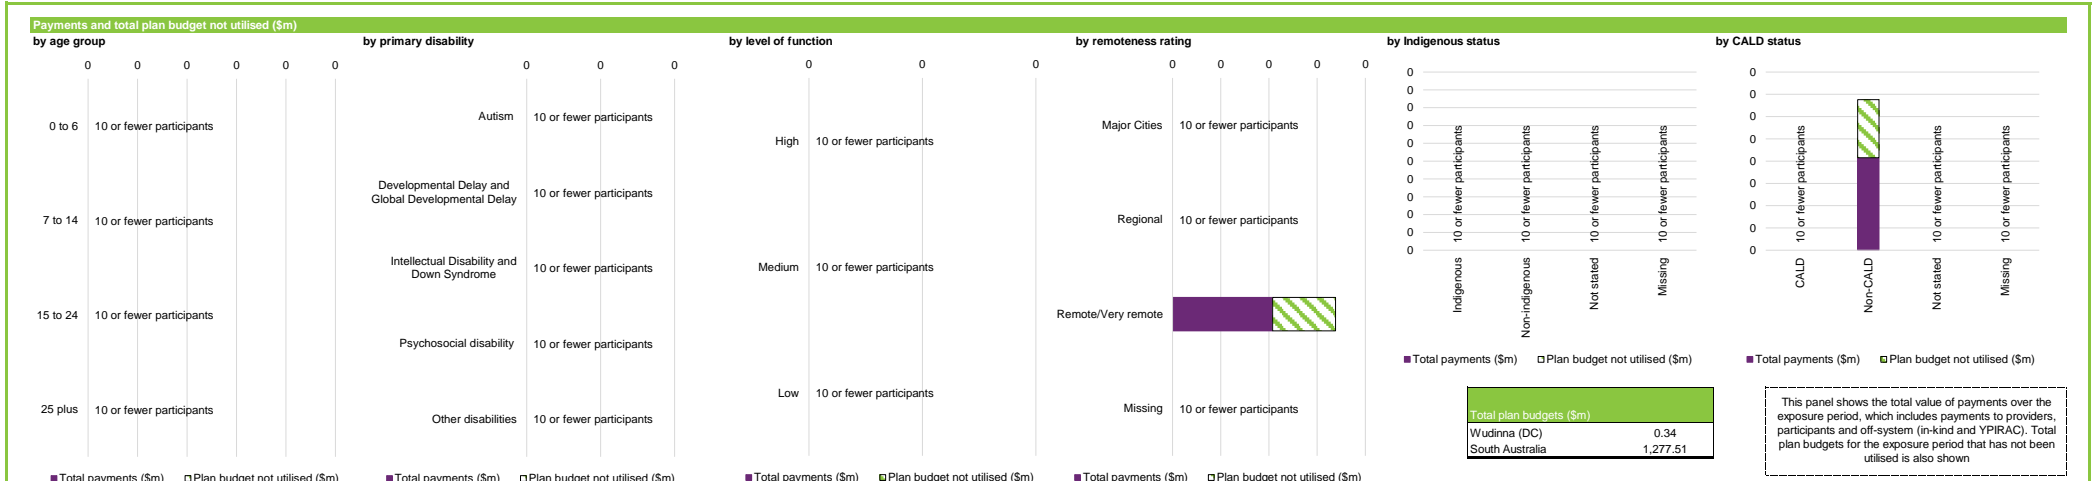 Payments and total plan budget not utilised ($m)
by age group
0 0 0 0 0 0
0 to 6 10 or fewer participants
7 to 14 10 or fewer participants
15 to 24 10 or fewer participants
25 plus 10 or fewer participants
Total payments ($m) Plan budget not utilised ($m)
by primary disability
0 0 0
Autism 10 or fewer participants
Developmental Delay and
Global Developmental Delay
10 or fewer participants
Intellectual Disability and
Down Syndrome
10 or fewer participants
Psychosocial disability 10 or fewer participants
Other disabilities 10 or fewer participants
Total payments ($m) Plan budget not utilised ($m)
by level of function
0 0 0
High 10 or fewer participants
Medium 10 or fewer participants
Low 10 or fewer participants
Total payments ($m) Plan budget not utilised ($m)
by remoteness rating
0 0 0 0 0
Major Cities 10 or fewer participants
Regional 10 or fewer participants
Remote/Very remote
Missing 10 or fewer participants
Total payments ($m) Plan budget not utilised ($m)
by Indigenous status
0
0
0
0
0
0
0
0
0
0
0
10 or fewer participants
10 or fewer participants
10 or fewer participants
10 or fewer participants
Indigenous
Non-indigenous
Not stated
Missing
Total payments ($m) Plan budget not utilised ($m)
Total plan budgets ($m)
Wudinna (DC) 0.34
South Australia 1,277.51
by CALD status
0
0
0
0
0
0
0
0
0
10 or fewer participants
10 or fewer participants
10 or fewer participants
CALD
Non-CALD
Not stated
Missing
Total payments ($m) Plan budget not utilised ($m)
This panel shows the total value of payments over the
exposure period, which includes payments to providers,
participants and off-system (in-kind and YPIRAC). Total
plan budgets for the exposure period that has not been
utilised is also shown